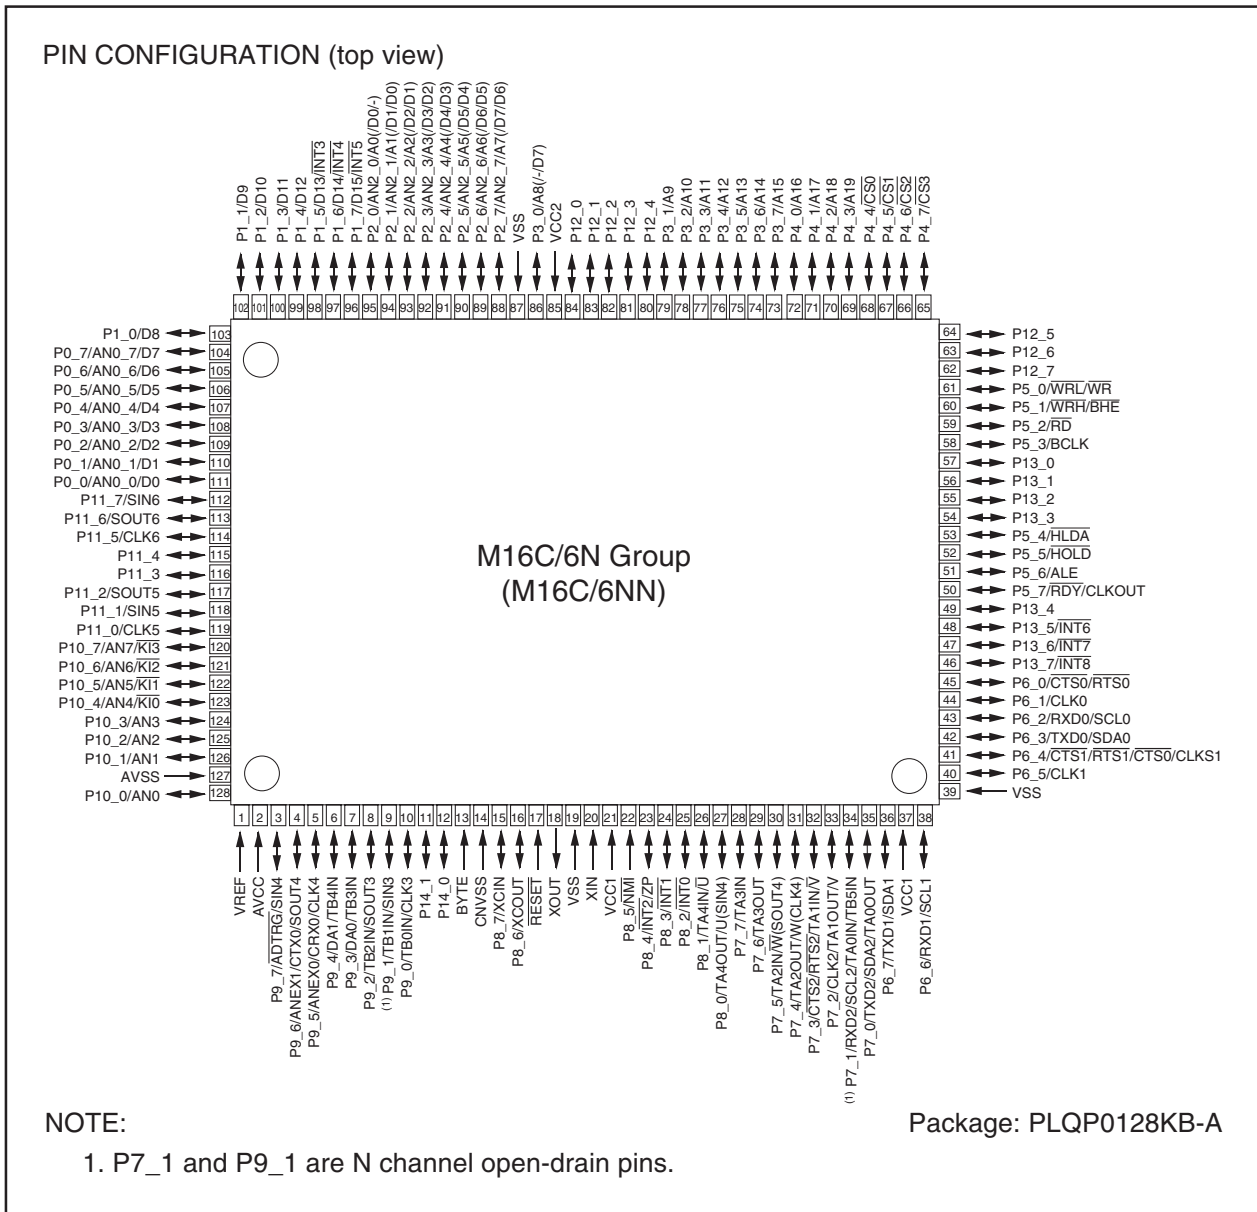 PIN CONFIGURATION (top view)
P1_1/D9
P1_2/D10
P1_3/D11
P1_4/D12
P1_5/D13/INT3
P1_6/D14/INT4
P1_7/D15/INT5
P2_0/AN2_0/A0(/D0/-)
P2_1/AN2_1/A1(/D1/D0)
P2_2/AN2_2/A2(/D2/D1)
P2_3/AN2_3/A3(/D3/D2)
P2_4/AN2_4/A4(/D4/D3)
P2_5/AN2_5/A5(/D5/D4)
P2_6/AN2_6/A6(/D6/D5)
P2_7/AN2_7/A7(/D7/D6)
VSS
P3_0/A8(/-/D7)
VCC2
P12_0
P12_1
P12_2
P12_3
P12_4
P3_1/A9
P3_2/A10
P3_3/A11
P3_4/A12
P3_5/A13
P3_6/A14
P3_7/A15
P4_0/A16
P4_1/A17
P4_2/A18
P4_3/A19
P4_4/CS0
P4_5/CS1
P4_6/CS2
P4_7/CS3
102 101 100 99 98 97 96 95 94 93 92 91 90 89 88 87 86 85 84 83 82 81 80 79 78 77 76 75 74 73 72 71 70 69 68 67 66 65
P1_0/D8 103
P0_7/AN0_7/D7 104
P0_6/AN0_6/D6 105
P0_5/AN0_5/D5 106
P0_4/AN0_4/D4 107
P0_3/AN0_3/D3 108
P0_2/AN0_2/D2 109
P0_1/AN0_1/D1 110
P0_0/AN0_0/D0 111
P11_7/SIN6 112
P11_6/SOUT6 113
P11_5/CLK6 114
P11_4 115
P11_3 116
P11_2/SOUT5 117
P11_1/SIN5 118
P11_0/CLK5 119
P10_7/AN7/KI3 120
P10_6/AN6/KI2 121
P10_5/AN5/KI1 122
P10_4/AN4/KI0 123
P10_3/AN3 124
P10_2/AN2 125
P10_1/AN1 126
AVSS 127
P10_0/AN0 128
M16C/6N Group
(M16C/6NN)
64 P12_5
63 P12_6
62 P12_7
61 P5_0/WRL/WR
60 P5_1/WRH/BHE
59 P5_2/RD
58 P5_3/BCLK
57 P13_0
56 P13_1
55 P13_2
54 P13_3
53 P5_4/HLDA
52 P5_5/HOLD
51 P5_6/ALE
50 P5_7/RDY/CLKOUT
49 P13_4
48 P13_5/INT6
47 P13_6/INT7
46 P13_7/INT8
45 P6_0/CTS0/RTS0
44 P6_1/CLK0
43 P6_2/RXD0/SCL0
42 P6_3/TXD0/SDA0
41 P6_4/CTS1/RTS1/CTS0/CLKS1
40 P6_5/CLK1
39 VSS
1 2 3 4 5 6 7 8 9 10 11 12 13 14 15 16 17 18 19 20 21 22 23 24 25 26 27 28 29 30 31 32 33 34 35 36 37 38
VREF
AVCC
P9_7/ADTRG/SIN4
P9_6/ANEX1/CTX0/SOUT4
P9_5/ANEX0/CRX0/CLK4
P9_4/DA1/TB4IN
P9_3/DA0/TB3IN
P9_2/TB2IN/SOUT3
(1) P9_1/TB1IN/SIN3
P9_0/TB0IN/CLK3
P14_1
P14_0
BYTE
CNVSS
P8_7/XCIN
P8_6/XCOUT
RESET
XOUT
VSS
XIN
VCC1
P8_5/NMI
P8_4/INT2/ZP
P8_3/INT1
P8_2/INT0
P8_1/TA4IN/U
P8_0/TA4OUT/U(SIN4)
P7_7/TA3IN
P7_6/TA3OUT
P7_5/TA2IN/W(SOUT4)
P7_4/TA2OUT/W(CLK4)
P7_3/CTS2/RTS2/TA1IN/V
P7_2/CLK2/TA1OUT/V
(1) P7_1/RXD2/SCL2/TA0IN/TB5IN
P7_0/TXD2/SDA2/TA0OUT
P6_7/TXD1/SDA1
VCC1
P6_6/RXD1/SCL1
NOTE:
1. P7_1 and P9_1 are N channel open-drain pins.
Package: PLQP0128KB-A